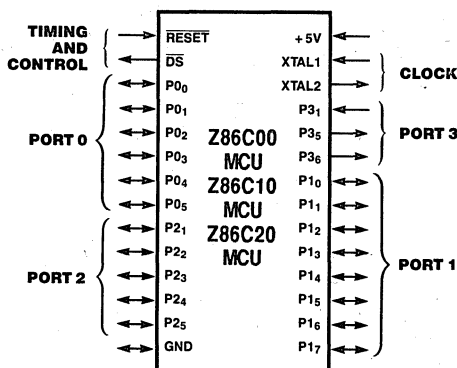 TIMING
AND
CONTROL
RESET
DS
PORT 0
P0₀
P0₁
P0₂
P0₃
P0₄
P0₅
PORT 2
P2₁
P2₂
P2₃
P2₄
P2₅
GND
Z86C00
MCU
Z86C10
MCU
Z86C20
MCU
+5V
XTAL1
XTAL2
CLOCK
P3₁
P3₅
P3₆
PORT 3
P1₀
P1₁
P1₂
P1₃
P1₄
P1₅
P1₆
P1₇
PORT 1